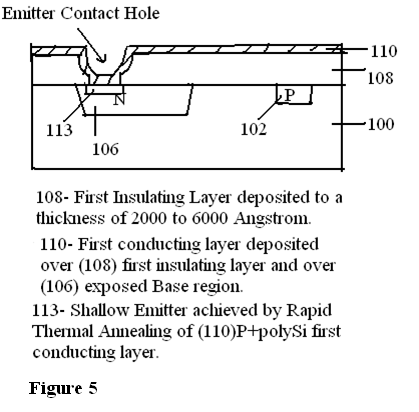 Emitter Contact Hole
110
108
N
P
113
102
100
106
108- First Insulating Layer deposited to a
thickness of 2000 to 6000 Angstrom.
110- First conducting layer deposited
over (108) first insulating layer and over
(106) exposed Base region.
113- Shallow Emitter achieved by Rapid
Thermal Annealing of (110)P+polySi first
conducting layer.
Figure 5